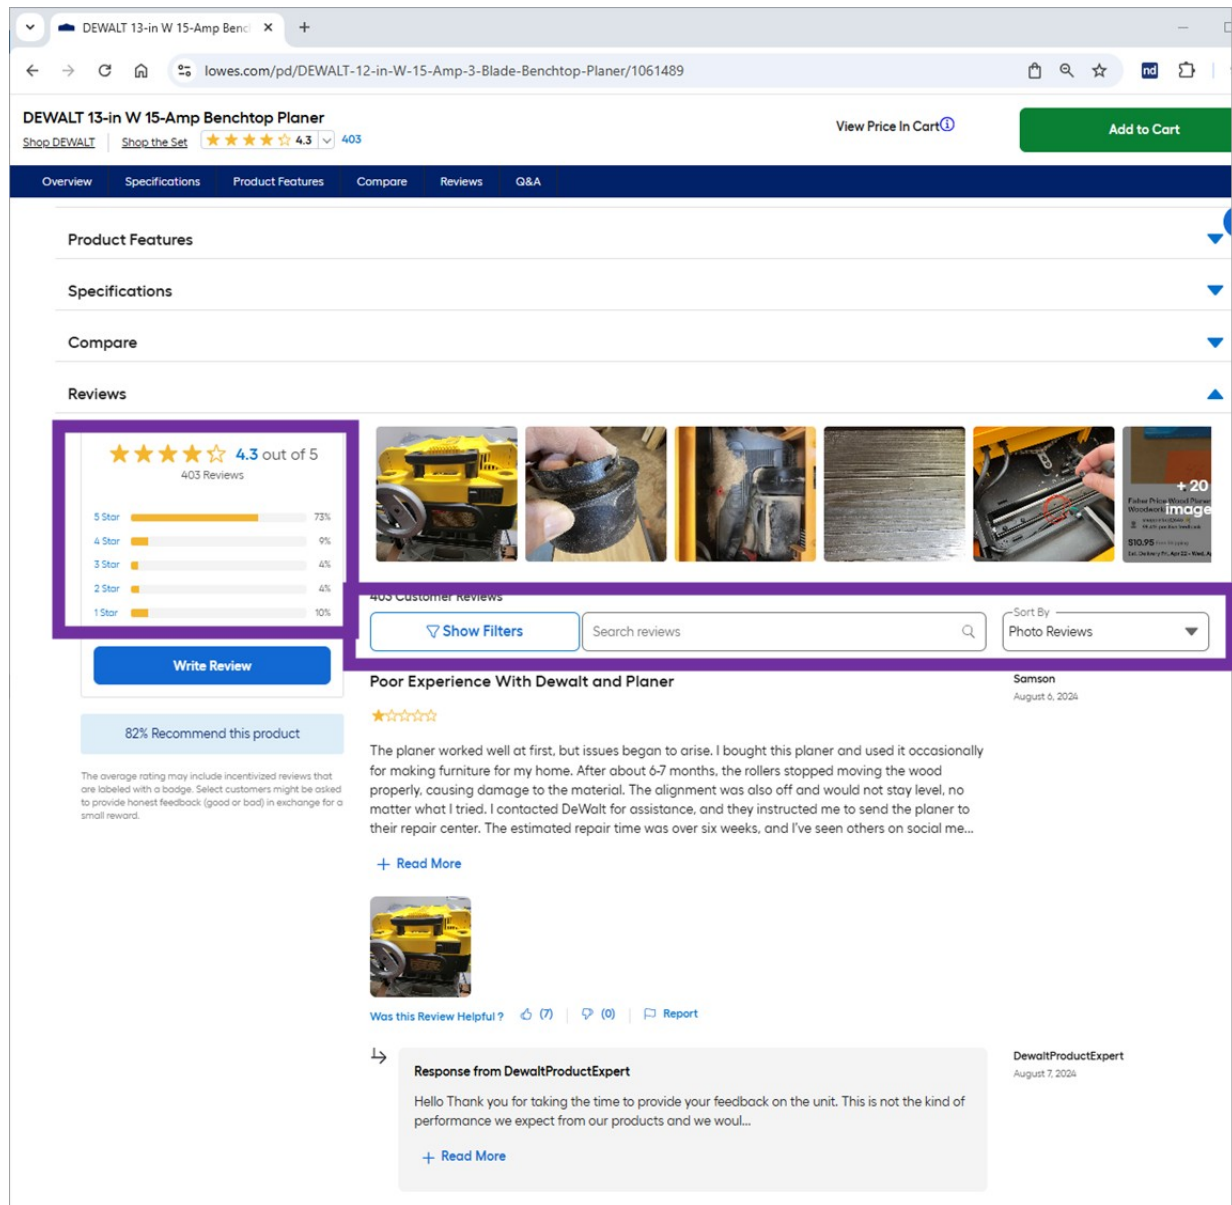 DEWALT 13-in W 15-Amp Benc
lowes.com/pd/DEWALT-12-in-W-15-Amp-3-Blade-Benchtop-Planer/1061489
nd
DEWALT 13-in W 15-Amp Benchtop Planer
Shop DEWALT Shop the Set 4.3 403
View Price In Cart
Add to Cart
Overview Specifications Product Features Compare Reviews Q&A
Product Features
Specifications
Compare
Reviews
4.3 out of 5
403 Reviews
5 Star 73%
4 Star 9%
3 Star 4%
2 Star 4%
1 Star 10%
Write Review
82% Recommend this product
The average rating may include incentivized reviews that
are labeled with a badge. Select customers might be asked
to provide honest feedback (good or bad) in exchange for a
small reward.
+ 20
image
$10.95
403 Customer Reviews
Show Filters
Search reviews
Sort By
Photo Reviews
Poor Experience With Dewalt and Planer
Samson
August 6, 2024
The planer worked well at first, but issues began to arise. I bought this planer and used it occasionally
for making furniture for my home. After about 6-7 months, the rollers stopped moving the wood
properly, causing damage to the material. The alignment was also off and would not stay level, no
matter what I tried. I contacted DeWalt for assistance, and they instructed me to send the planer to
their repair center. The estimated repair time was over six weeks, and I've seen others on social me...
+ Read More
Was this Review Helpful ? (7) (0) Report
Response from DewaltProductExpert
DewaltProductExpert
August 7, 2024
Hello Thank you for taking the time to provide your feedback on the unit. This is not the kind of
performance we expect from our products and we woul...
+ Read More